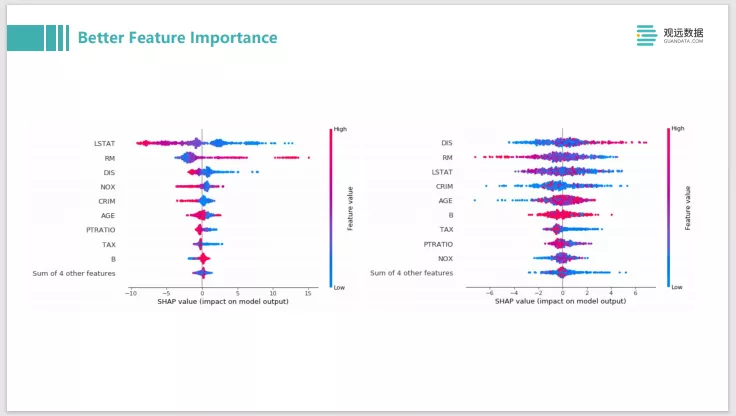 Better Feature Importance
观远数据
GUANDATA.COM
LSTAT
RM
DIS
NOX
CRIM
AGE
PTRATIO
TAX
B
Sum of 4 other features
−10 −5 0 5 10 15
SHAP value (impact on model output)
High
Feature value
Low
DIS
RM
LSTAT
CRIM
AGE
B
TAX
PTRATIO
NOX
Sum of 4 other features
−6 −4 −2 0 2 4 6
SHAP value (impact on model output)
High
Feature value
Low